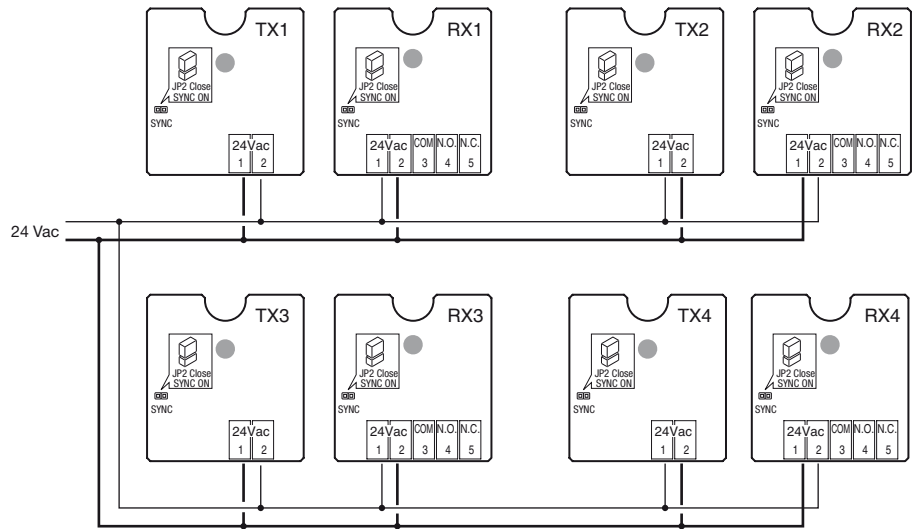 TX1 RX1 TX2 RX2
JP2 Close JP2 Close JP2 Close JP2 Close
SYNC ON SYNC ON SYNC ON SYNC ON
SYNC SYNC SYNC SYNC
24Vac 24Vac COM N.O. N.C. 24Vac 24Vac COM N.O. N.C.
1 2 1 2 3 4 5 1 2 1 2 3 4 5
24 Vac
TX3 RX3 TX4 RX4
JP2 Close JP2 Close JP2 Close JP2 Close
SYNC ON SYNC ON SYNC ON SYNC ON
SYNC SYNC SYNC SYNC
24Vac 24Vac COM N.O. N.C. 24Vac 24Vac COM N.O. N.C.
1 2 1 2 3 4 5 1 2 1 2 3 4 5